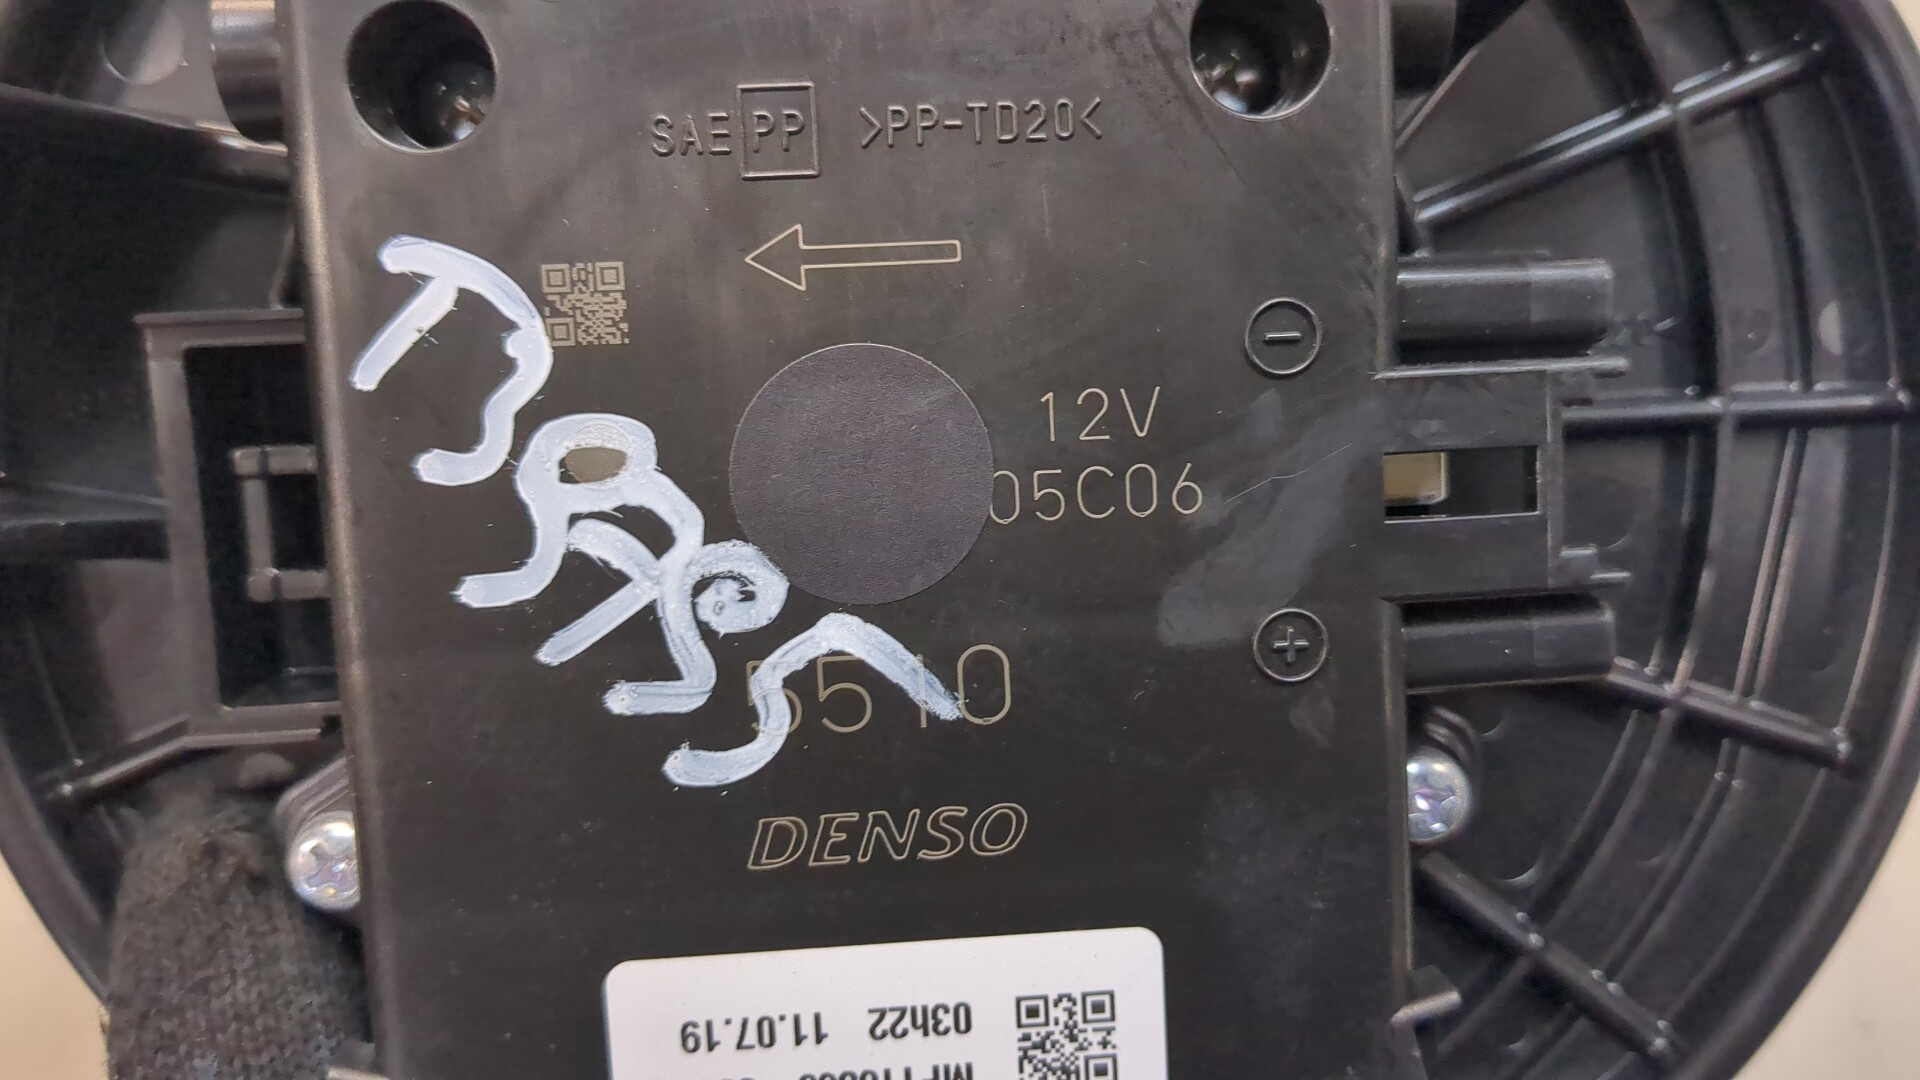 SAE PP >PP-TD20<
12V
05C06
5510
DENSO
03h22 11.07.19